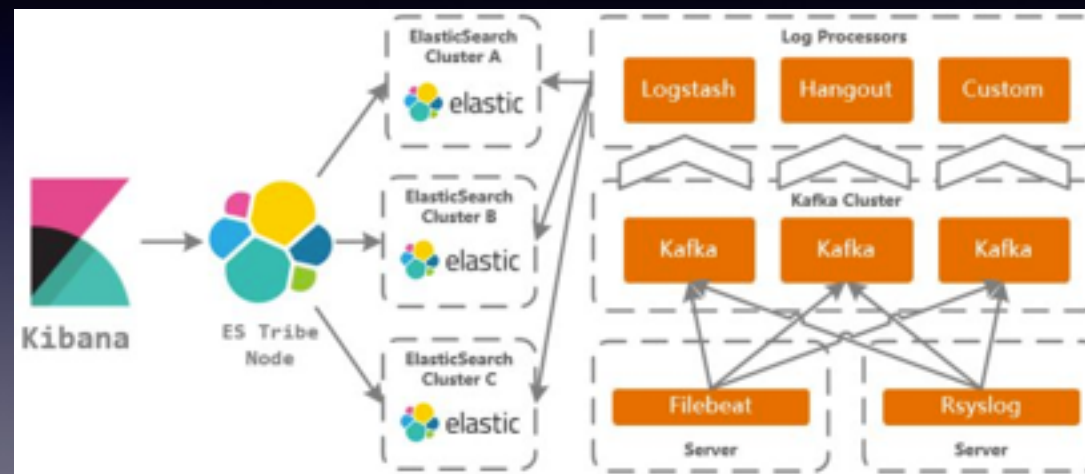 ElasticSearch
Cluster A
elastic
Log Processors
Logstash
Hangout
Custom
ElasticSearch
Cluster B
elastic
Kafka Cluster
Kafka
Kafka
Kafka
Kibana
ES Tribe
Node
ElasticSearch
Cluster C
elastic
Filebeat
Server
Rsyslog
Server